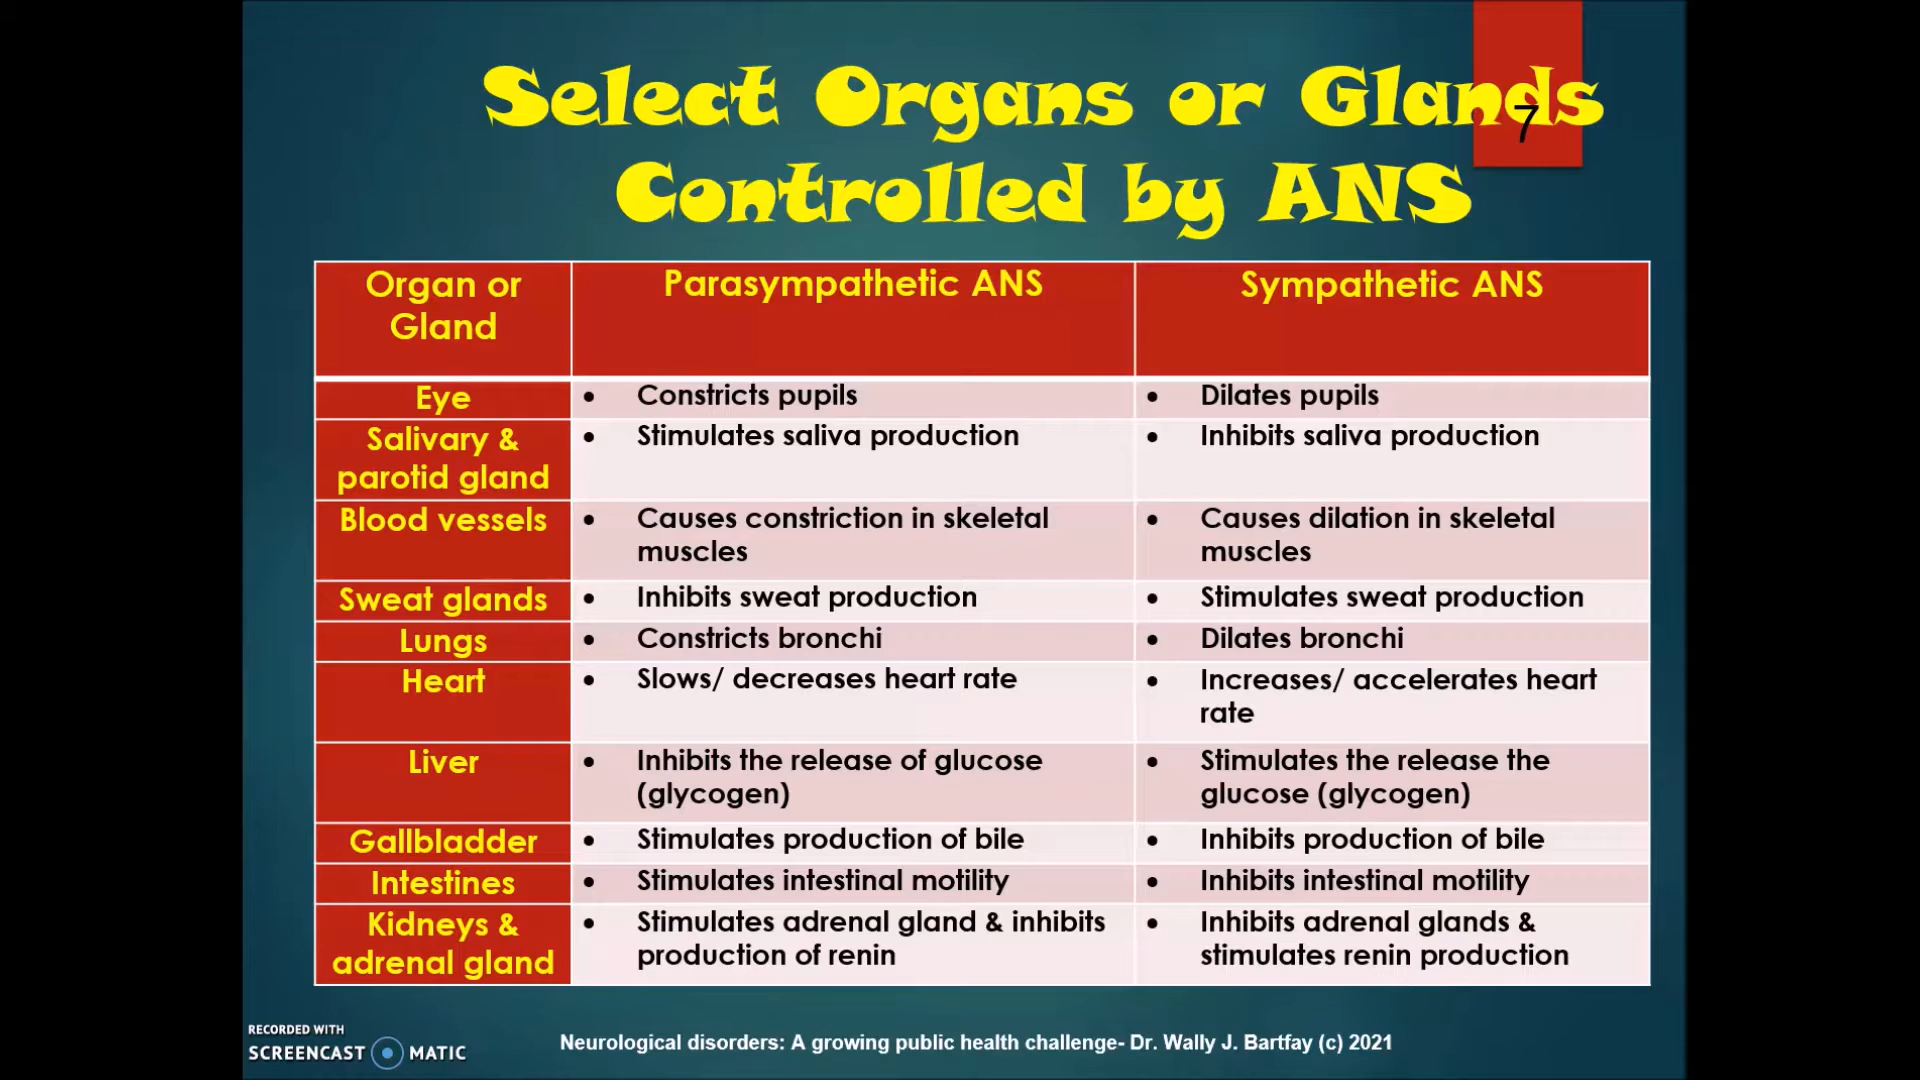 Select Organs or Glands
7
Controlled by ANS
Organ or
Gland
Parasympathetic ANS
Sympathetic ANS
Eye
• Constricts pupils
• Dilates pupils
Salivary &
parotid gland
• Stimulates saliva production
• Inhibits saliva production
Blood vessels
• Causes constriction in skeletal
muscles
• Causes dilation in skeletal
muscles
Sweat glands
• Inhibits sweat production
• Stimulates sweat production
Lungs
• Constricts bronchi
• Dilates bronchi
Heart
• Slows/ decreases heart rate
• Increases/ accelerates heart
rate
Liver
• Inhibits the release of glucose
(glycogen)
• Stimulates the release the
glucose (glycogen)
Gallbladder
• Stimulates production of bile
• Inhibits production of bile
Intestines
• Stimulates intestinal motility
• Inhibits intestinal motility
Kidneys &
adrenal gland
• Stimulates adrenal gland & inhibits
production of renin
• Inhibits adrenal glands &
stimulates renin production
RECORDED WITH
SCREENCAST MATIC
Neurological disorders: A growing public health challenge- Dr. Wally J. Bartfay (c) 2021